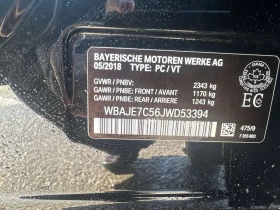 BAYERISCHE MOTOREN WERKE AG
05/2018
TYPE: PC / VT
GVWR / PNBV: 2343 kg
GAWR / PNBE: FRONT / AVANT 1170 kg
GAWR / PNBE: REAR / ARRIERE 1243 kg
WBAJE7C56JWD53394
EC
475/9